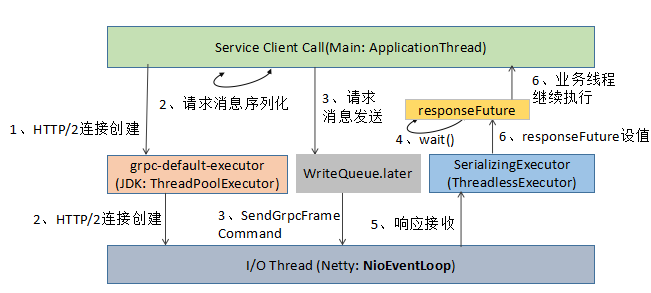 Service Client Call(Main: ApplicationThread)
2、请求消息序列化
3、请求
消息发送
6、业务线程
继续执行
responseFuture
1、HTTP/2连接创建
4、wait()
6、responseFuture设值
grpc-default-executor
(JDK: ThreadPoolExecutor)
WriteQueue.later
SerializingExecutor
(ThreadlessExecutor)
2、HTTP/2连接创建
3、SendGrpcFrame
Command
5、响应接收
I/O Thread (Netty: NioEventLoop)